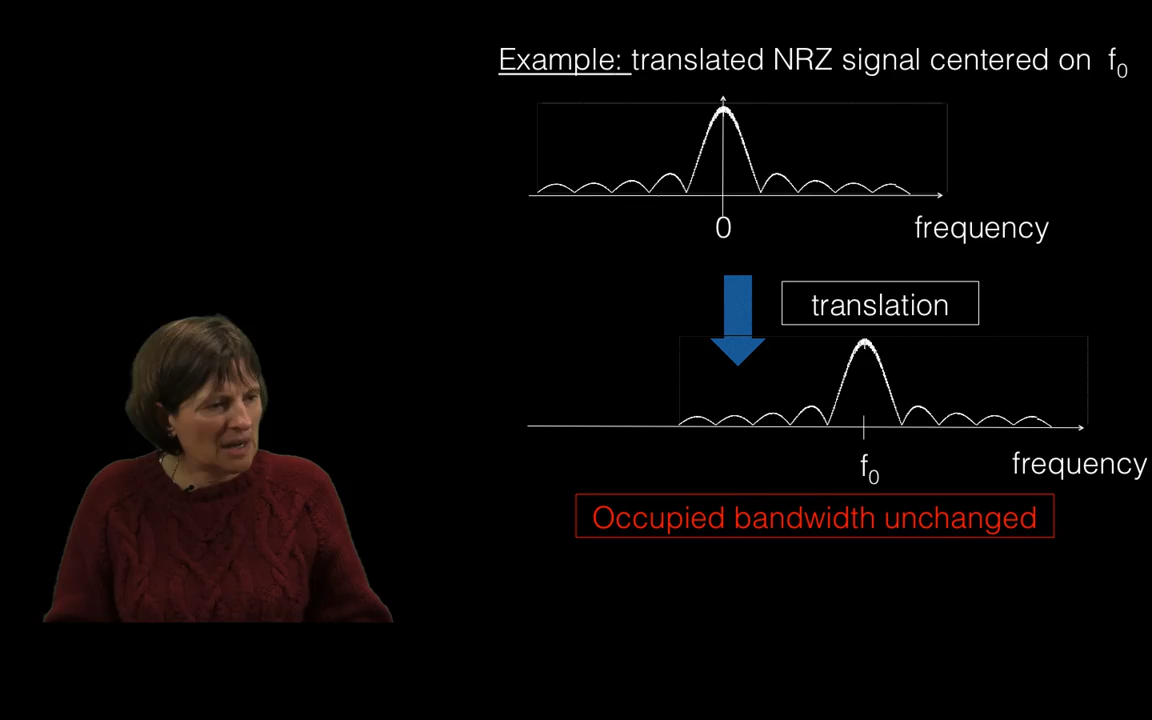 Example: translated NRZ signal centered on f₀
0
frequency
translation
f₀
frequency
Occupied bandwidth unchanged